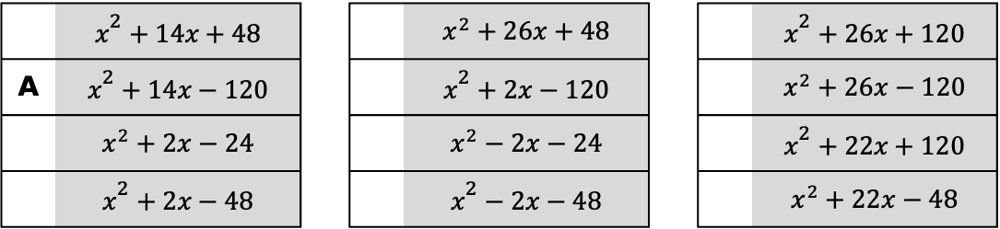 x² + 14x + 48
A x² + 14x − 120
x² + 2x − 24
x² + 2x − 48
x² + 26x + 48
x² + 2x − 120
x² − 2x − 24
x² − 2x − 48
x² + 26x + 120
x² + 26x − 120
x² + 22x + 120
x² + 22x − 48